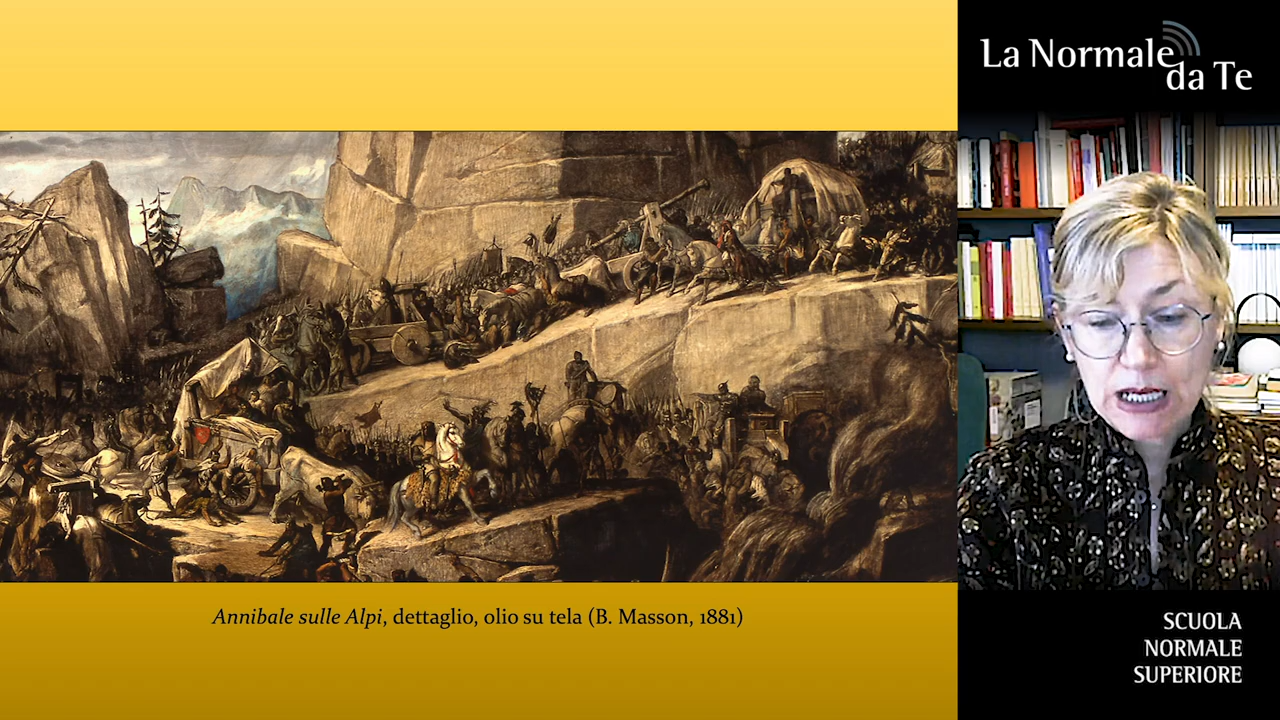 La Normale
da Te
Annibale sulle Alpi, dettaglio, olio su tela (B. Masson, 1881)
SCUOLA
NORMALE
SUPERIORE